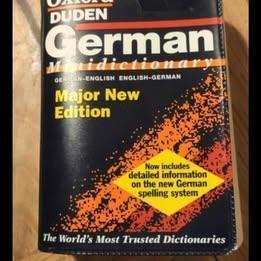 Oxford
DUDEN
German
Minidictionary
GERMAN–ENGLISH ENGLISH–GERMAN
Major New
Edition
Now includes
detailed information
on the new German
spelling system
The World's Most Trusted Dictionaries